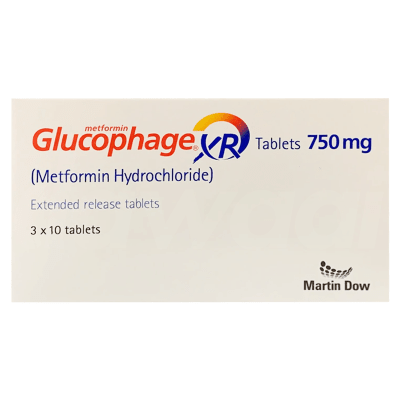 metformin
Glucophage® XR Tablets 750 mg
(Metformin Hydrochloride)
Extended release tablets
3 x 10 tablets
Martin Dow